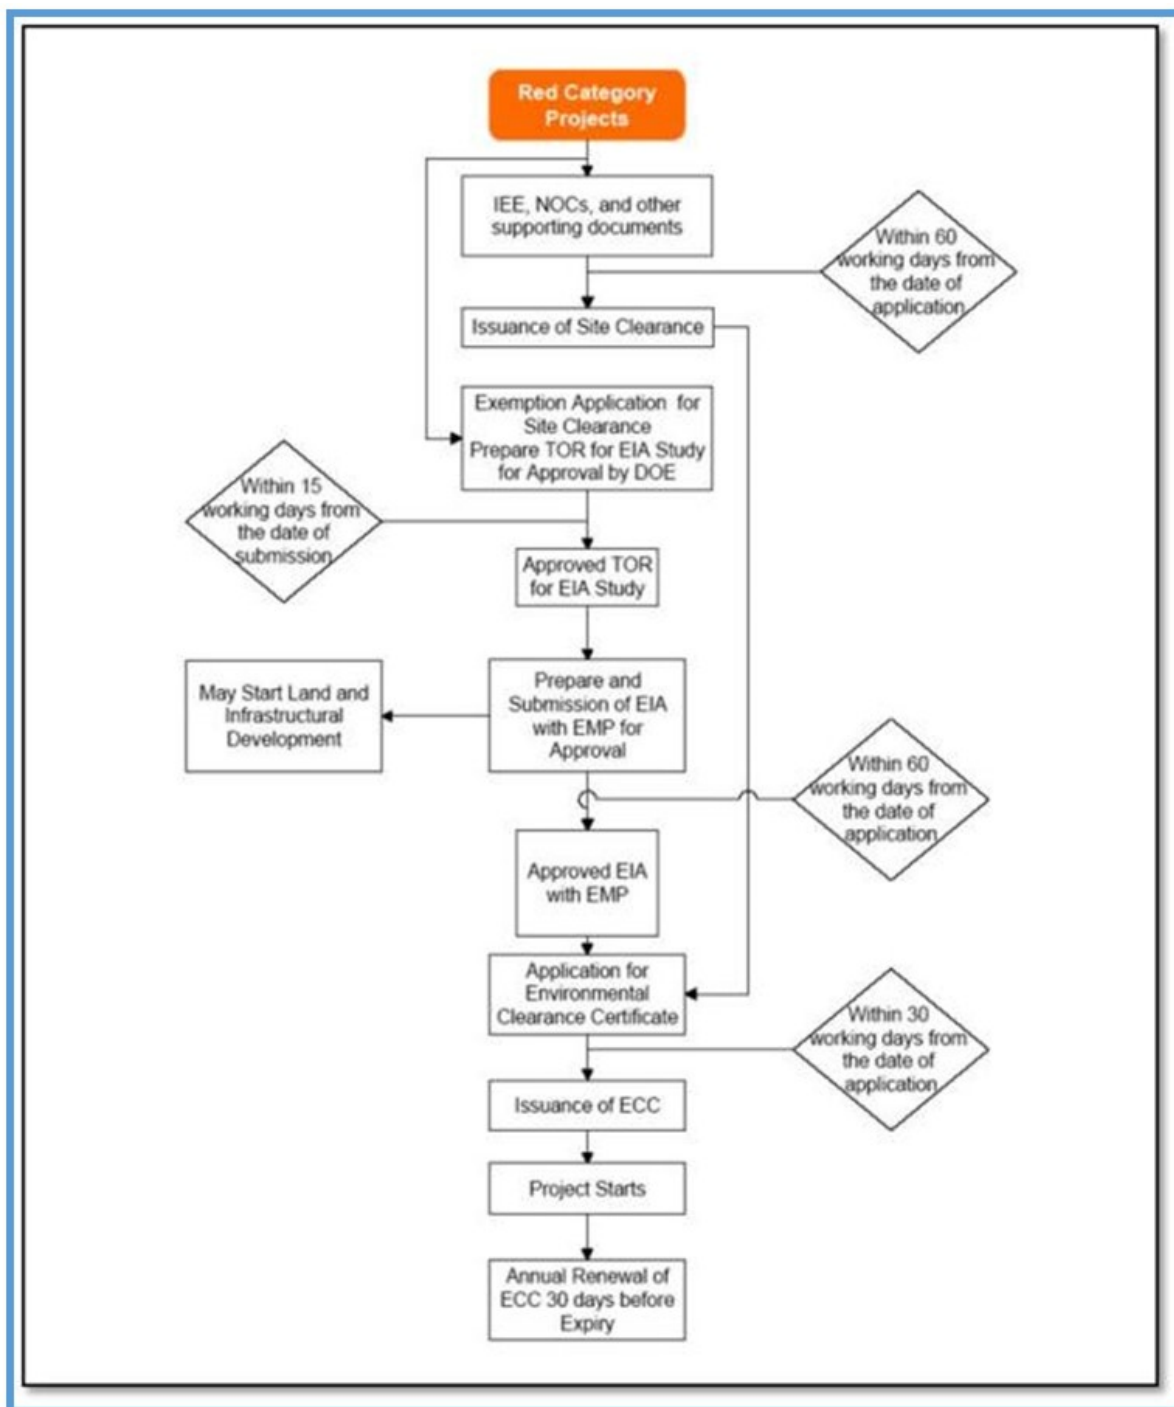 Red Category
Projects
IEE, NOCs, and other
supporting documents
Within 60
working days from
the date of
application
Issuance of Site Clearance
Exemption Application for
Site Clearance
Prepare TOR for EIA Study
for Approval by DOE
Within 15
working days from
the date of
submission
Approved TOR
for EIA Study
May Start Land and
Infrastructural
Development
Prepare and
Submission of EIA
with EMP for
Approval
Within 60
working days from
the date of
application
Approved EIA
with EMP
Application for
Environmental
Clearance Certificate
Within 30
working days from
the date of
application
Issuance of ECC
Project Starts
Annual Renewal of
ECC 30 days before
Expiry